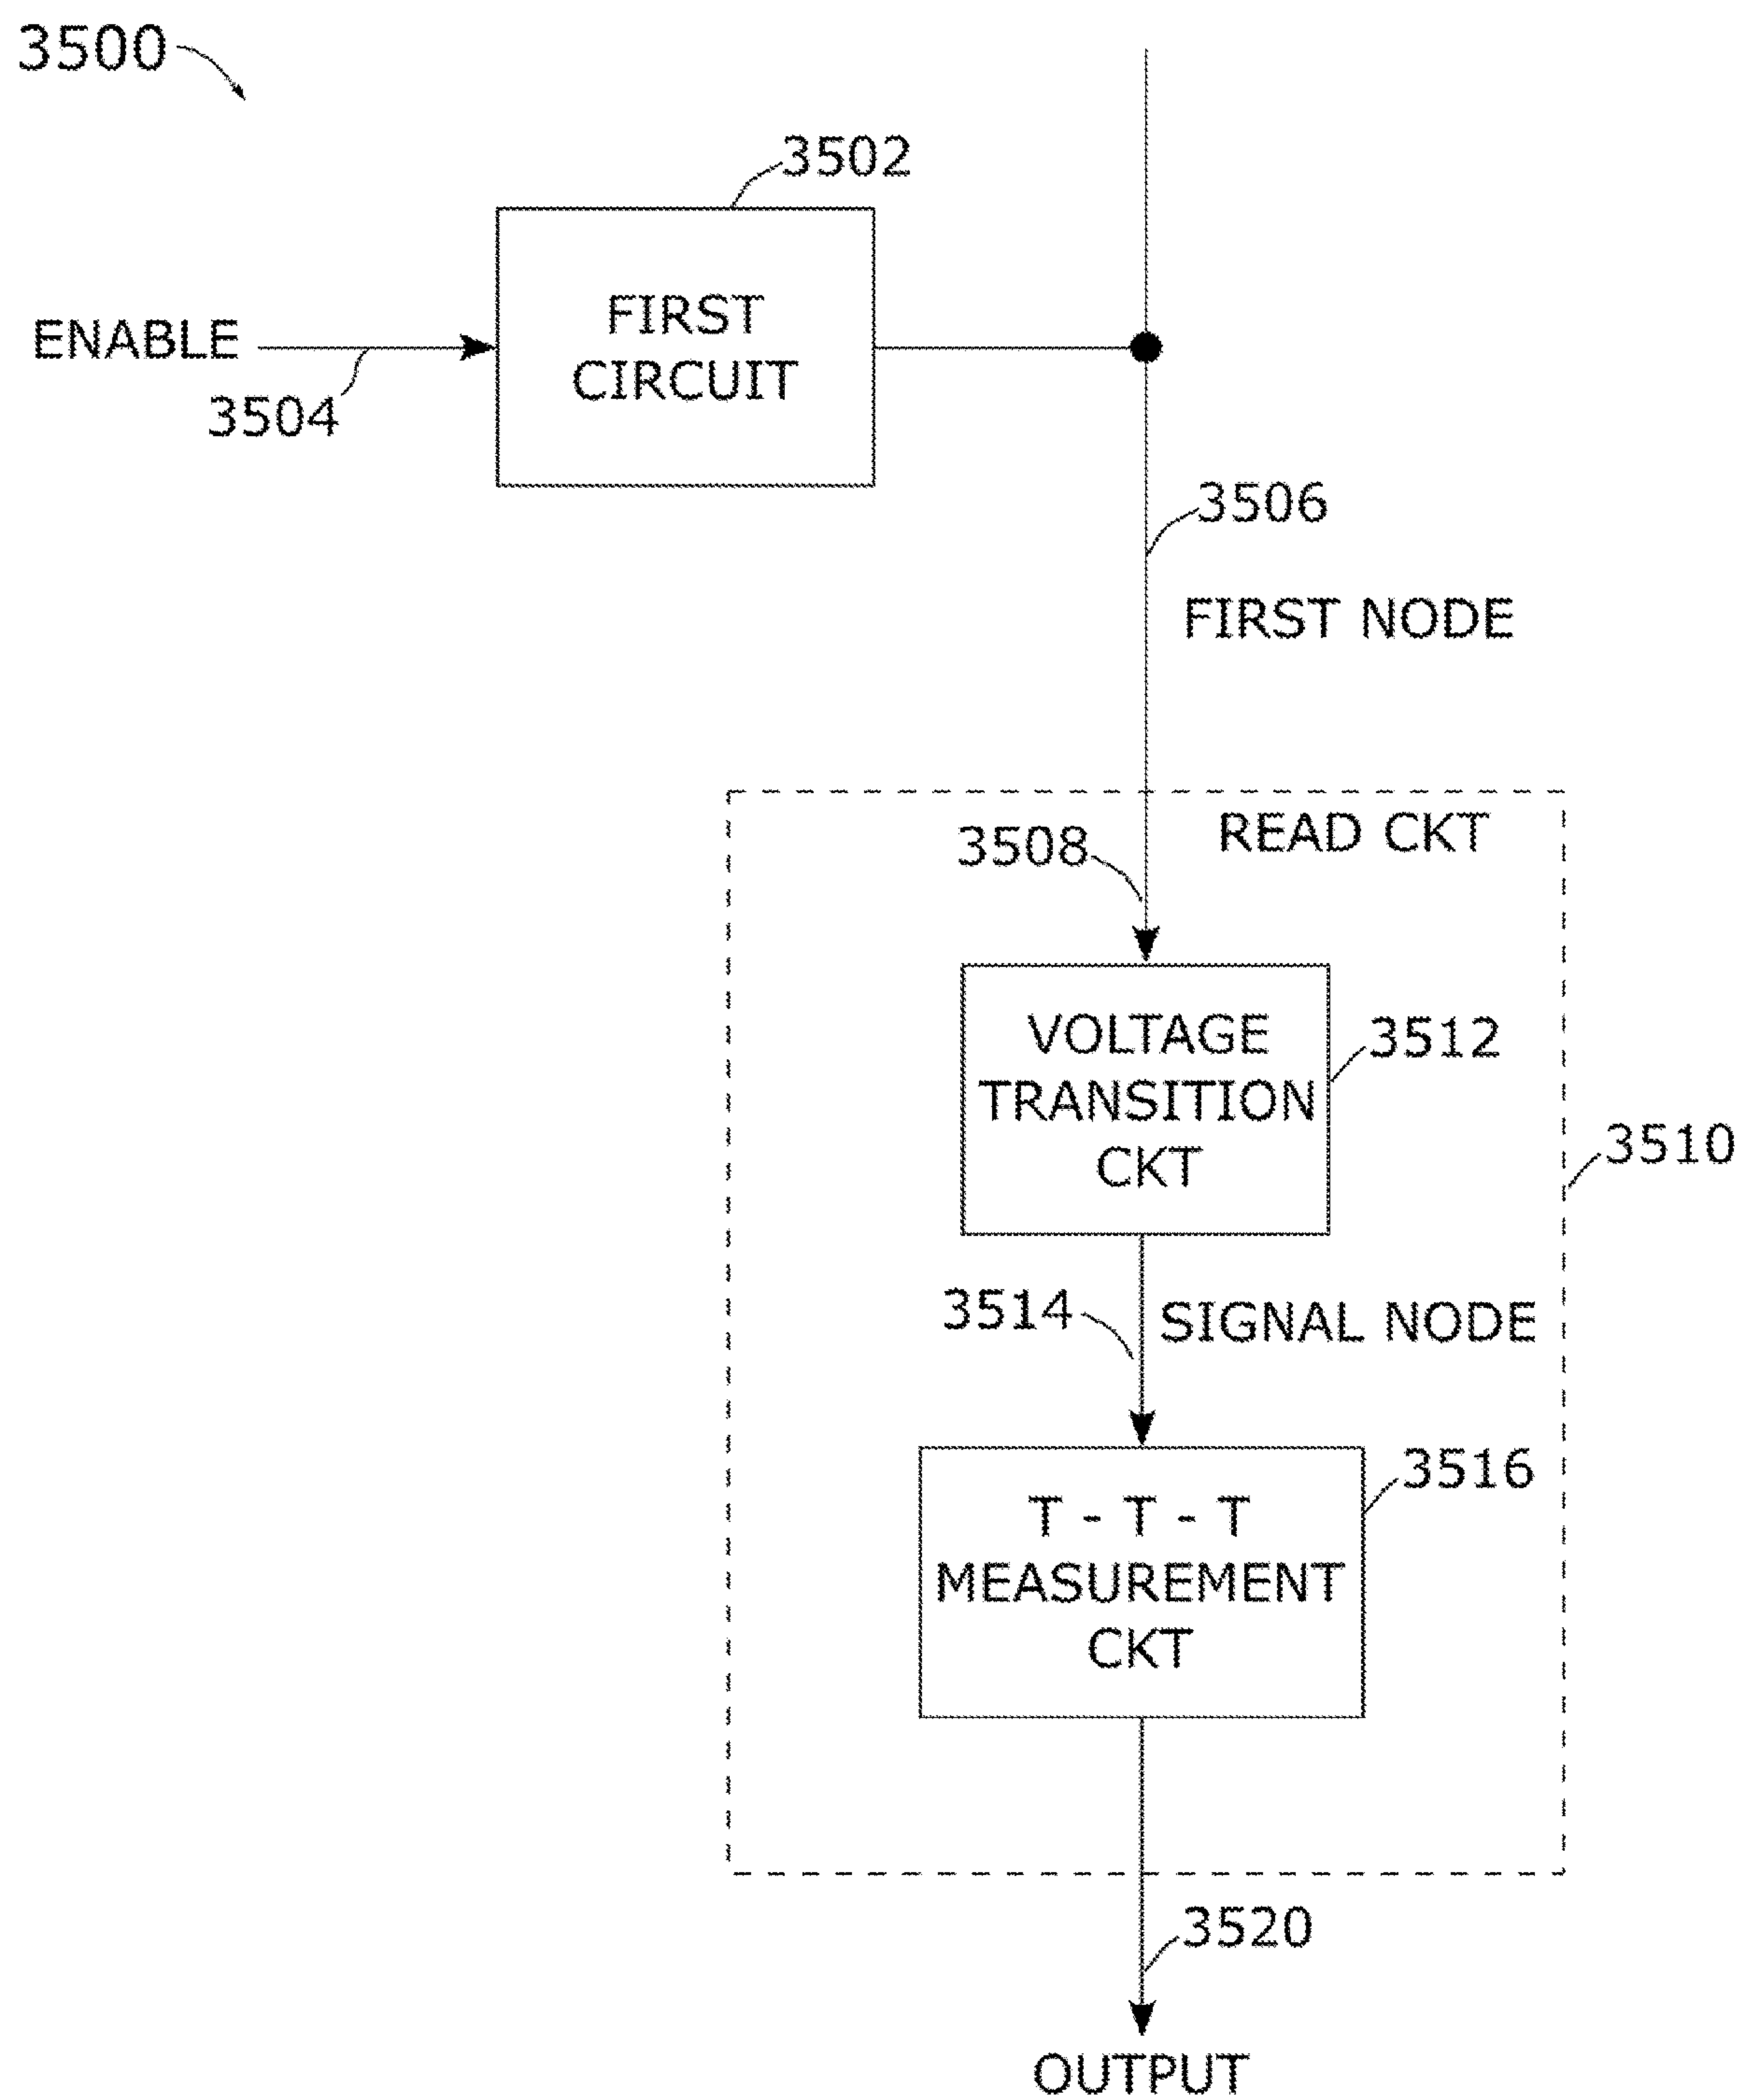 3500
3502
ENABLE
3504
FIRST
CIRCUIT
3506
FIRST NODE
READ CKT
3508
VOLTAGE
TRANSITION
CKT
3512
3510
3514
SIGNAL NODE
3516
T - T - T
MEASUREMENT
CKT
3520
OUTPUT